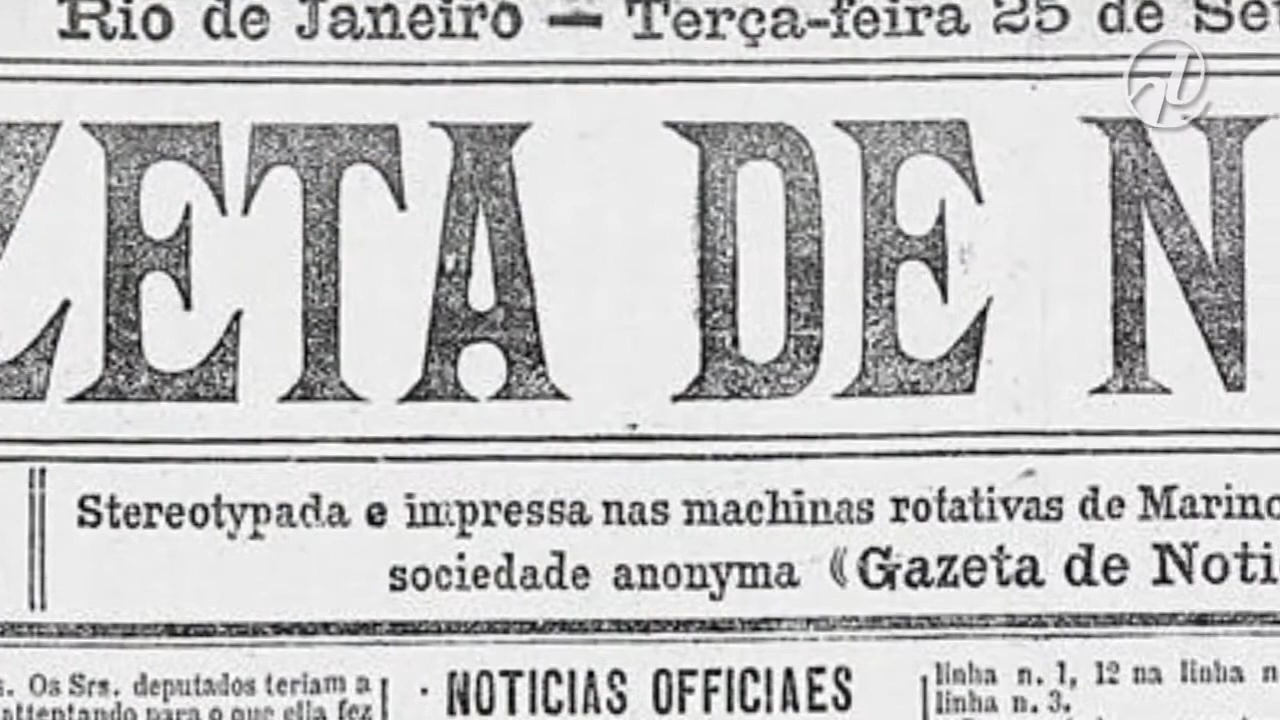 Rio de Janeiro — Terça-feira 25 de Se
ZETA DE N
Stereotypada e impressa nas machinas rotativas de Marino
sociedade anonyma «Gazeta de Noti
s. Os Srs. deputados teriam a
attentando para o que ella fez
· NOTICIAS OFFICIAES
linha n. 1, 12 na linha n
linha n. 3.